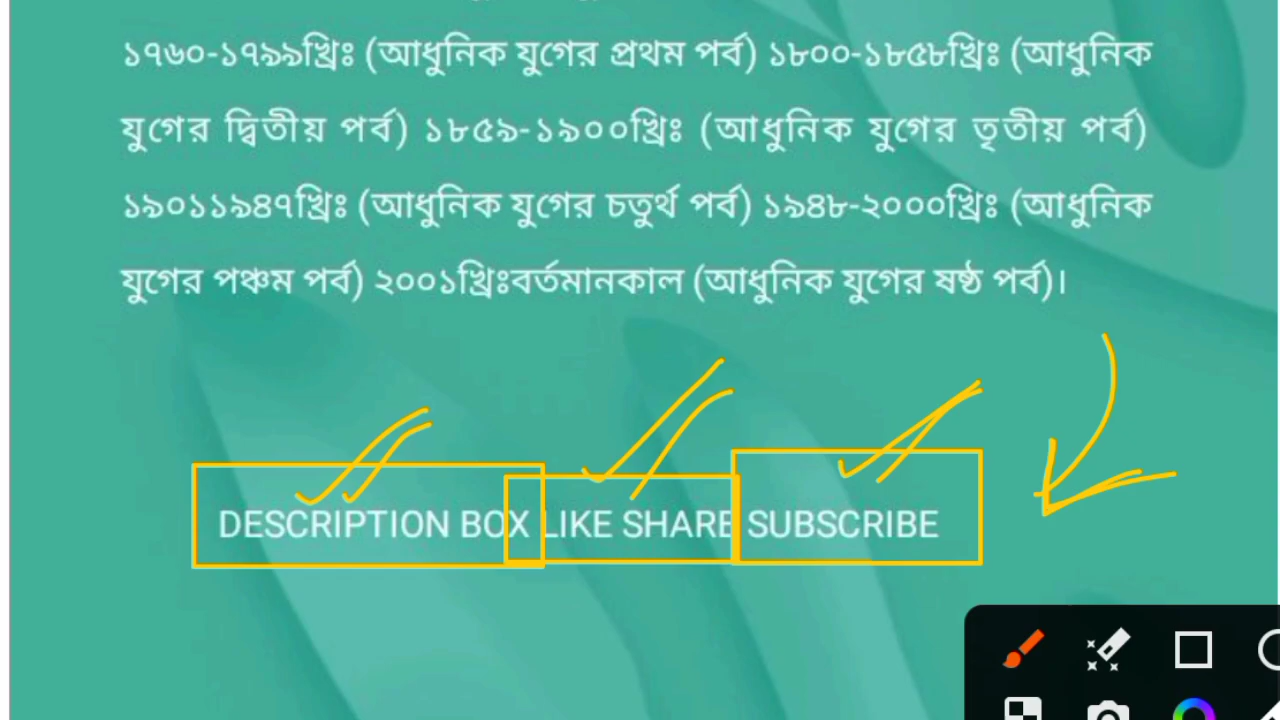 ১৭৬০-১৭৯৯খ্রিঃ (আধুনিক যুগের প্রথম পর্ব) ১৮০০-১৮৫৮খ্রিঃ (আধুনিক
যুগের দ্বিতীয় পর্ব) ১৮৫৯-১৯০০খ্রিঃ (আধুনিক যুগের তৃতীয় পর্ব)
১৯০১১৯৪৭খ্রিঃ (আধুনিক যুগের চতুর্থ পর্ব) ১৯৪৮-২০০০খ্রিঃ (আধুনিক
যুগের পঞ্চম পর্ব) ২০০১খ্রিঃবর্তমানকাল (আধুনিক যুগের ষষ্ঠ পর্ব)।
DESCRIPTION BOX LIKE SHARE SUBSCRIBE